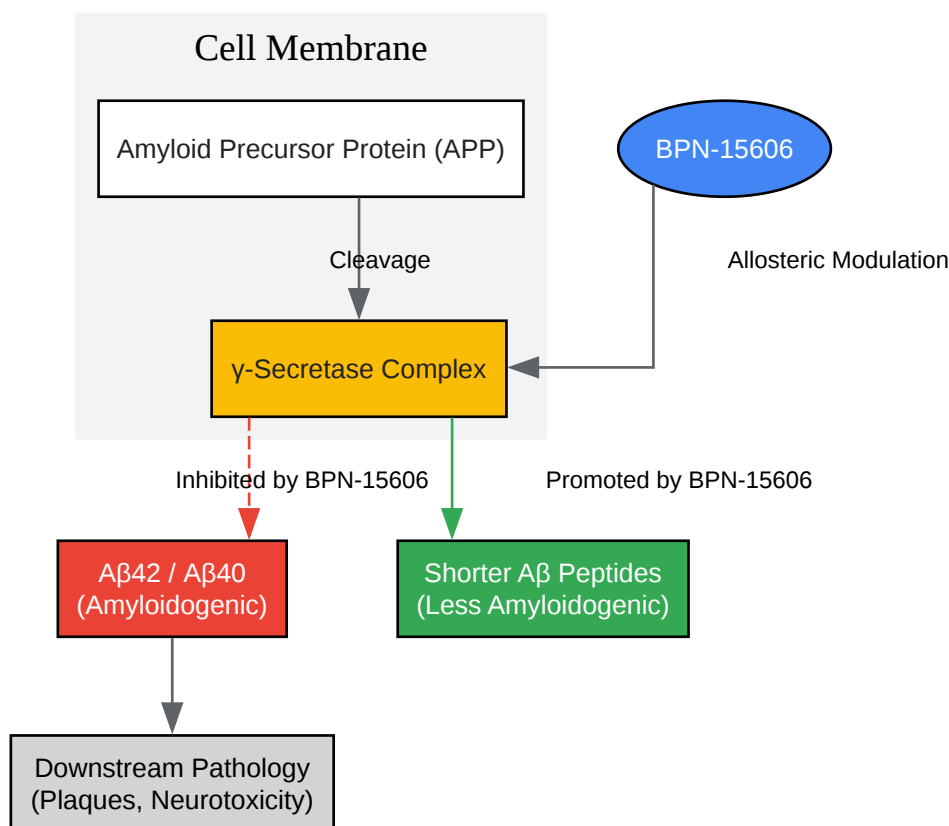 Cell Membrane
Amyloid Precursor Protein (APP)
BPN-15606
Cleavage
Allosteric Modulation
γ-Secretase Complex
Inhibited by BPN-15606
Promoted by BPN-15606
Aβ42 / Aβ40
(Amyloidogenic)
Shorter Aβ Peptides
(Less Amyloidogenic)
Downstream Pathology
(Plaques, Neurotoxicity)